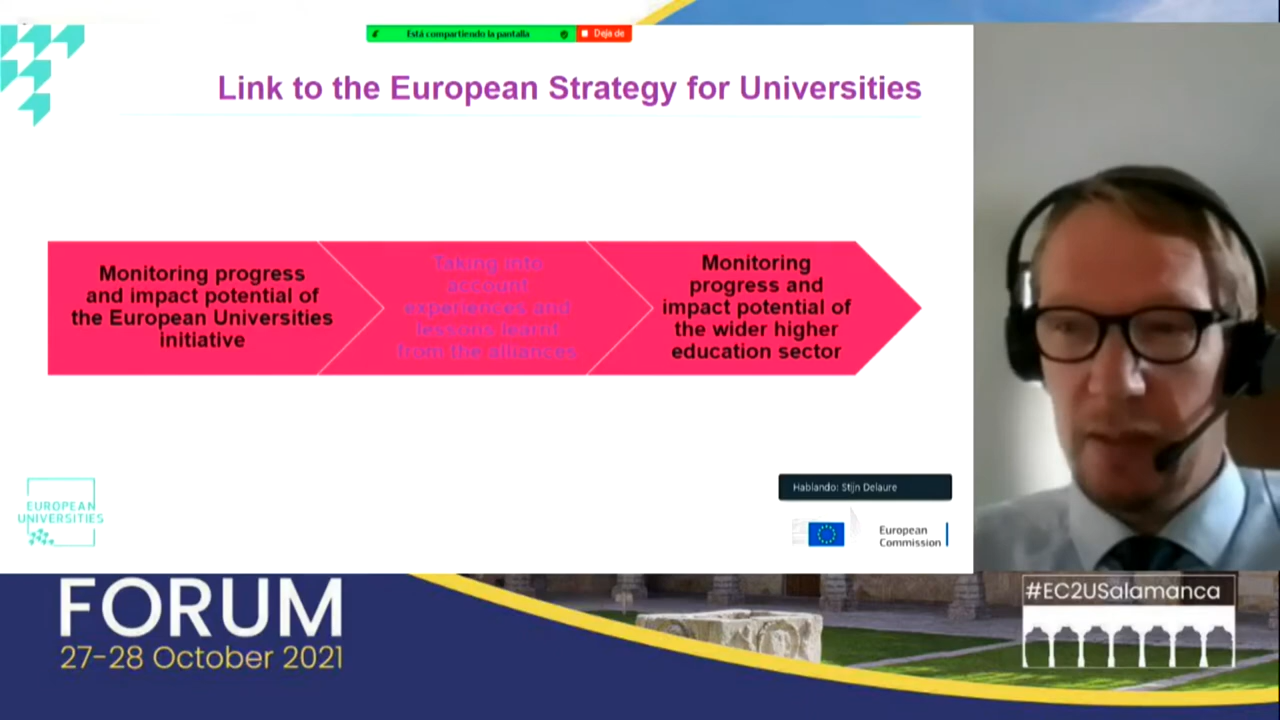 Está compartiendo la pantalla
Deja de
Link to the European Strategy for Universities
Monitoring progress
and impact potential of
the European Universities
initiative
Taking into
account
experiences and
lessons learnt
from the alliances
Monitoring
progress and
impact potential of
the wider higher
education sector
Hablando: Stijn Delaure
EUROPEAN
UNIVERSITIES
European
Commission
FORUM
27-28 October 2021
#EC2USalamanca